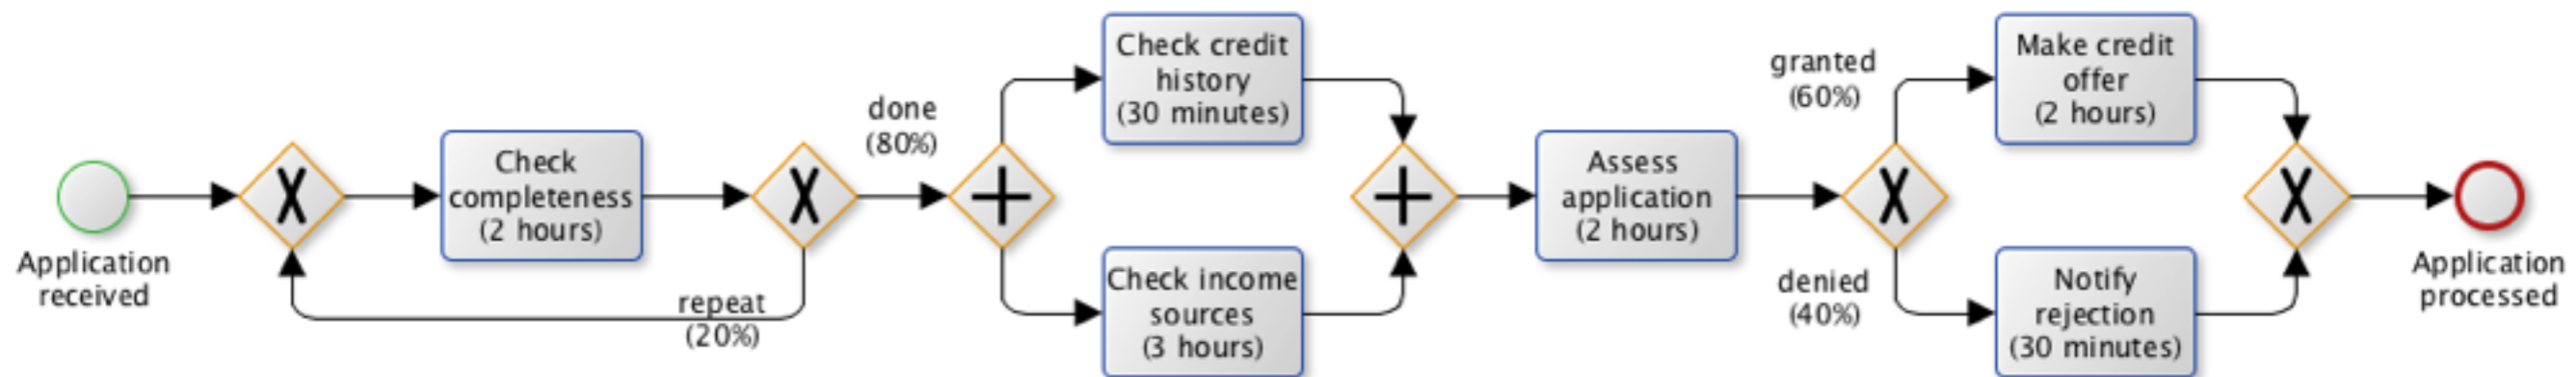 Application
received
Check
completeness
(2 hours)
repeat
(20%)
done
(80%)
Check credit
history
(30 minutes)
Check income
sources
(3 hours)
Assess
application
(2 hours)
granted
(60%)
denied
(40%)
Make credit
offer
(2 hours)
Notify
rejection
(30 minutes)
Application
processed